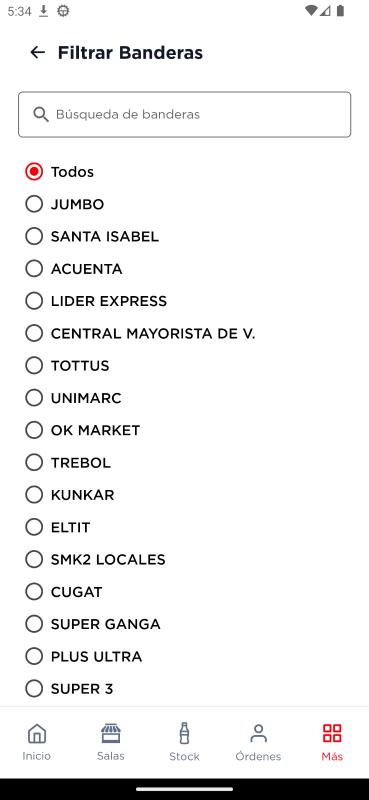 5:34
Filtrar Banderas
Búsqueda de banderas
Todos
JUMBO
SANTA ISABEL
ACUENTA
LIDER EXPRESS
CENTRAL MAYORISTA DE V.
TOTTUS
UNIMARC
OK MARKET
TREBOL
KUNKAR
ELTIT
SMK2 LOCALES
CUGAT
SUPER GANGA
PLUS ULTRA
SUPER 3
Inicio Salas Stock Órdenes Más